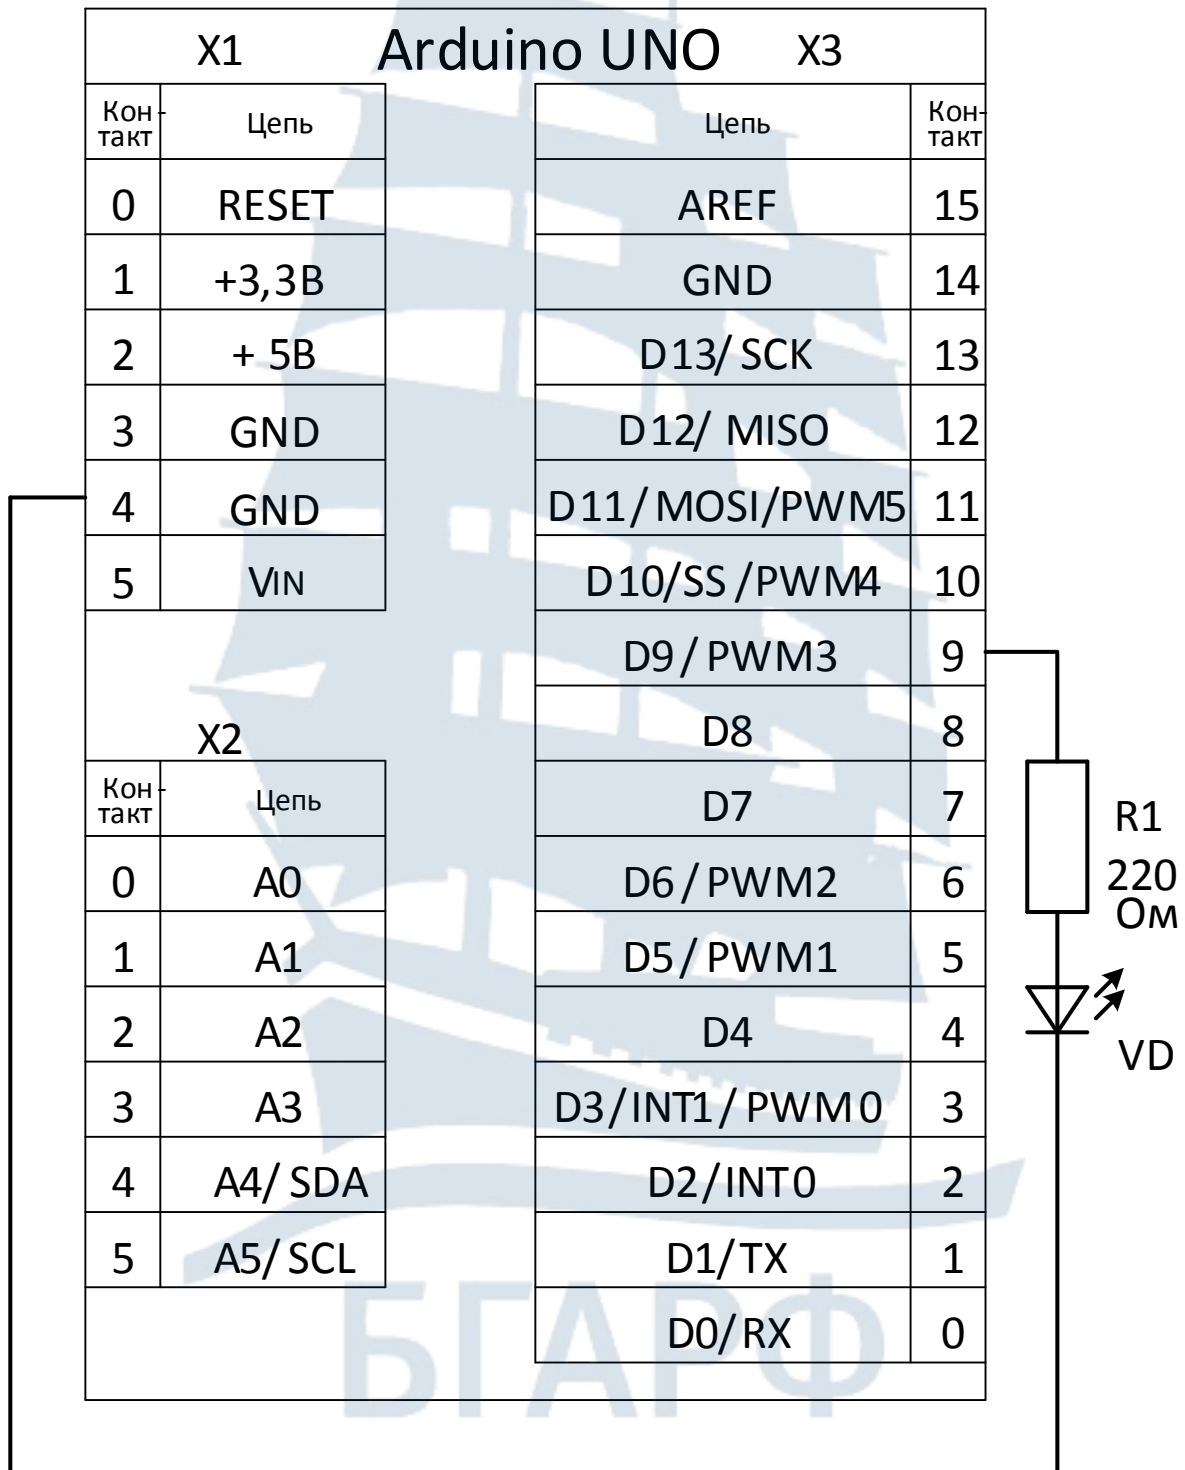 X1 Arduino UNO X3
Кон-
такт
Цепь
0 RESET
1 +3,3В
2 + 5В
3 GND
4 GND
5 VIN
X2
Кон-
такт
Цепь
0 A0
1 A1
2 A2
3 A3
4 A4/ SDA
5 A5/ SCL
Цепь
Кон-
такт
AREF 15
GND 14
D13/ SCK 13
D12/ MISO 12
D11/ MOSI/PWM5 11
D10/SS /PWM4 10
D9/ PWM3 9
D8 8
D7 7
D6 / PWM2 6
D5/ PWM1 5
D4 4
D3/INT1/ PWM0 3
D2/INT0 2
D1/TX 1
D0/RX 0
R1
220
Ом
VD
БГАРФ